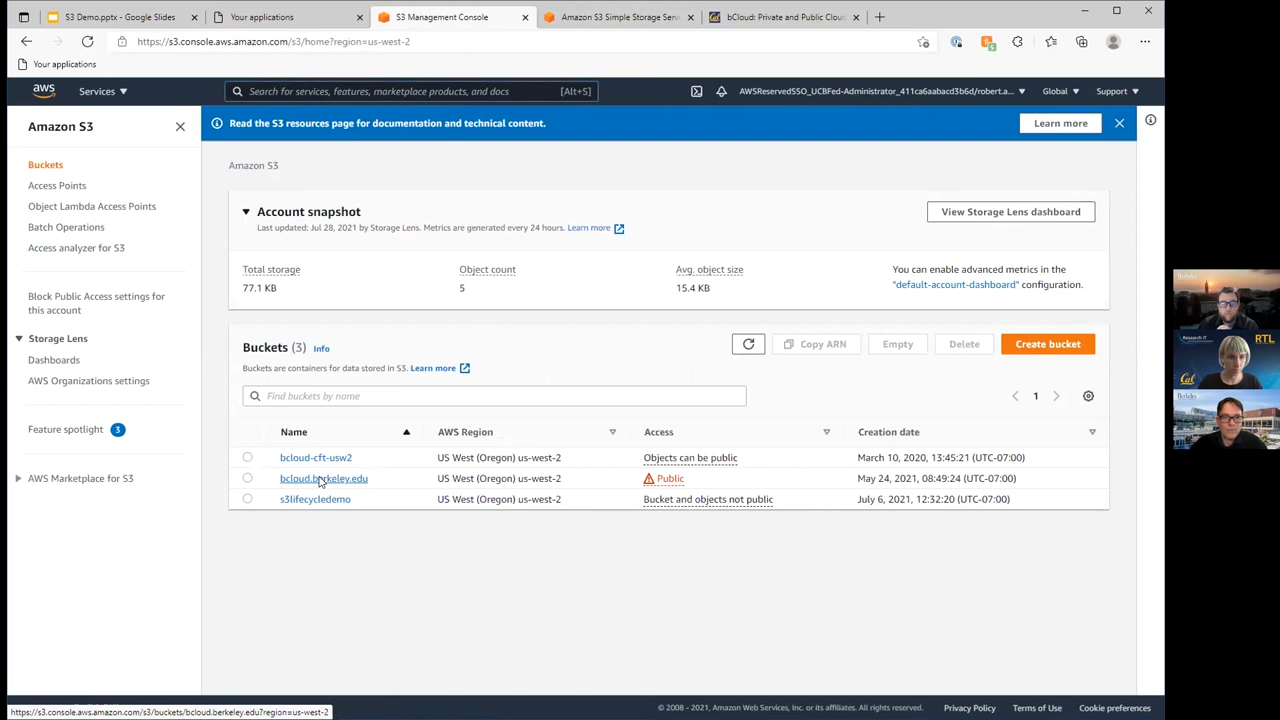 S3 Demo.pptx - Google Slides
Your applications
S3 Management Console
Amazon S3 Simple Storage Serv
bCloud: Private and Public Cloud
https://s3.console.aws.amazon.com/s3/home?region=us-west-2
Your applications
aws
Services
Search for services, features, marketplace products, and docs
[Alt+S]
AWSReservedSSO_UCBFed-Administrator_411ca6aabacd3b6d/robert.a...
Global
Support
Amazon S3
Read the S3 resources page for documentation and technical content.
Learn more
Buckets
Access Points
Object Lambda Access Points
Batch Operations
Access analyzer for S3
Block Public Access settings for
this account
Storage Lens
Dashboards
AWS Organizations settings
Feature spotlight
3
AWS Marketplace for S3
Amazon S3
Account snapshot
View Storage Lens dashboard
Last updated: Jul 28, 2021 by Storage Lens. Metrics are generated every 24 hours. Learn more
Total storage
Object count
Avg. object size
You can enable advanced metrics in the
77.1 KB
5
15.4 KB
"default-account-dashboard" configuration.
Buckets (3)
Info
Copy ARN
Empty
Delete
Create bucket
Buckets are containers for data stored in S3. Learn more
Find buckets by name
1
Name
AWS Region
Access
Creation date
bcloud-cft-usw2
US West (Oregon) us-west-2
Objects can be public
March 10, 2020, 13:45:21 (UTC-07:00)
bcloud.berkeley.edu
US West (Oregon) us-west-2
Public
May 24, 2021, 08:49:24 (UTC-07:00)
s3lifecycledemo
US West (Oregon) us-west-2
Bucket and objects not public
July 6, 2021, 12:32:20 (UTC-07:00)
Berkeley
Research IT
RTL
Cal
Berkeley
https://s3.console.aws.amazon.com/s3/buckets/bcloud.berkeley.edu?region=us-west-2
© 2008 - 2021, Amazon Web Services, Inc. or its affiliates. All rights reserved.
Privacy Policy
Terms of Use
Cookie preferences